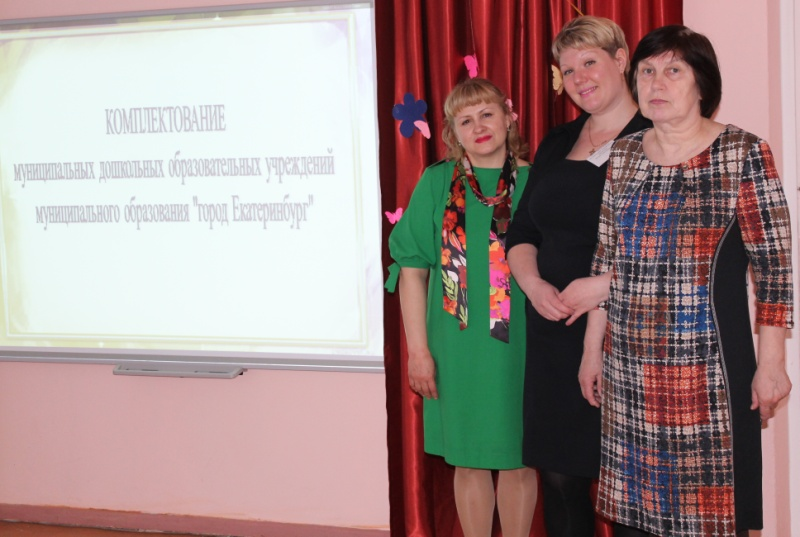 КОМПЛЕКТОВАНИЕ
муниципальных дошкольных образовательных учреждений
муниципального образования "город Екатеринбург"